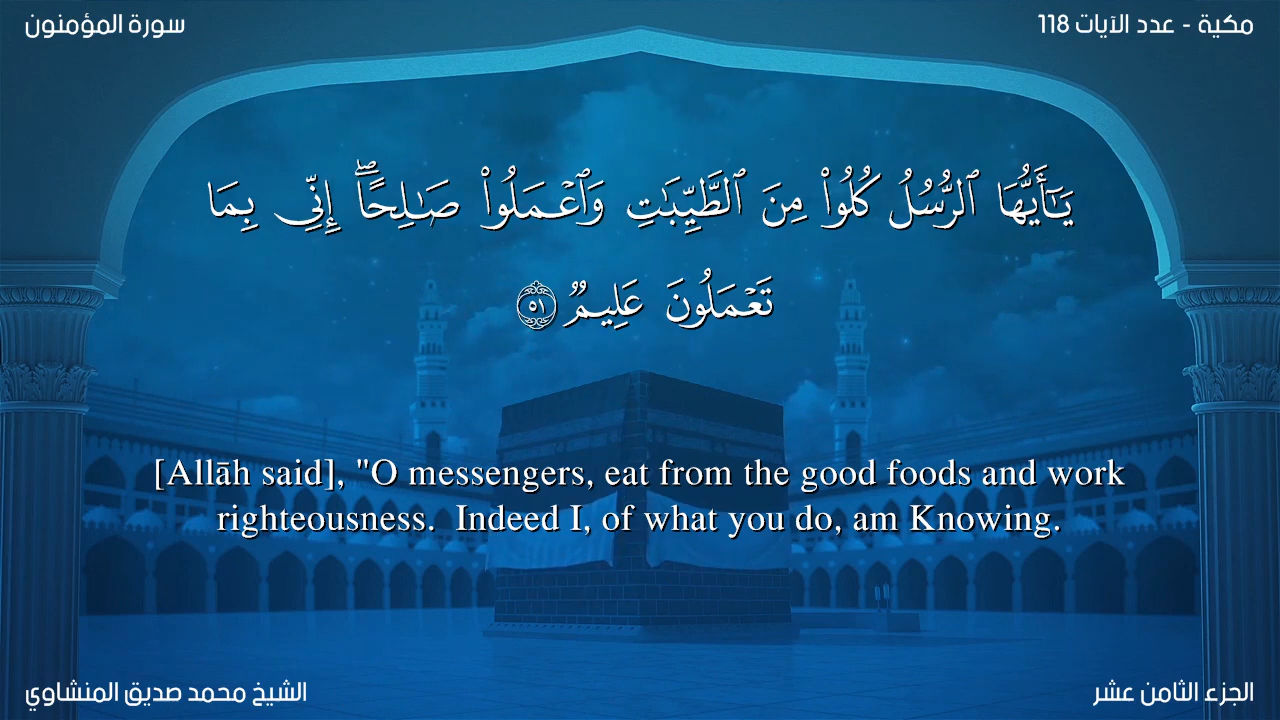 سورة المؤمنون
مكية - عدد الآيات 118
يَـٰٓأَيُّهَا ٱلرُّسُلُ كُلُوا۟ مِنَ ٱلطَّيِّبَـٰتِ وَٱعْمَلُوا۟ صَـٰلِحًا ۖ إِنِّى بِمَا
تَعْمَلُونَ عَلِيمٌ ٥١
[Allāh said], "O messengers, eat from the good foods and work
righteousness.  Indeed I, of what you do, am Knowing.
الشيخ محمد صديق المنشاوي
الجزء الثامن عشر